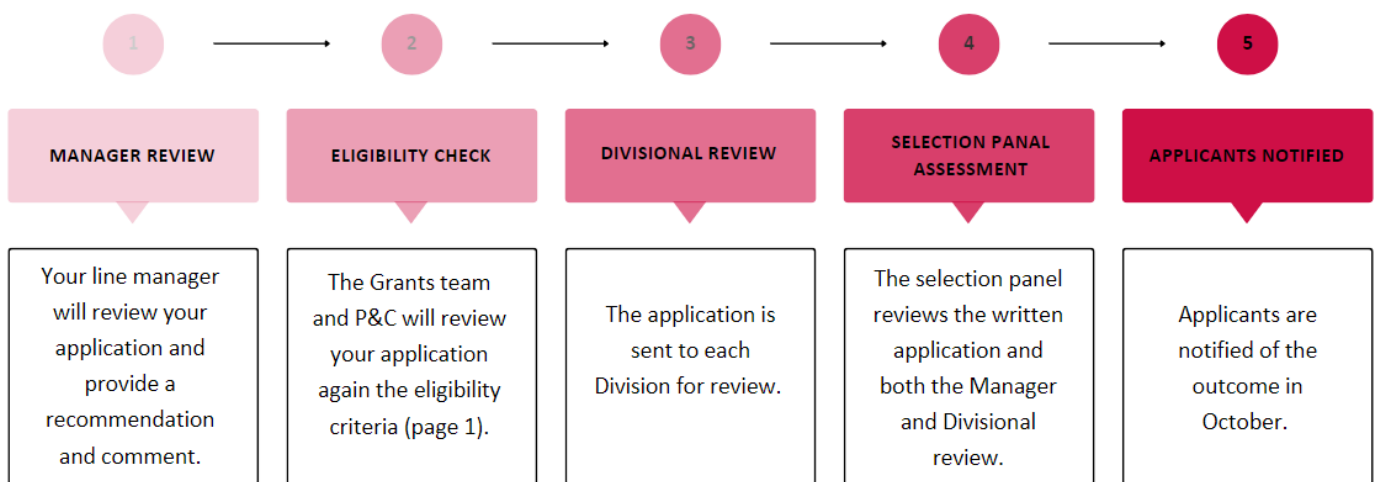 1
2
3
4
5
MANAGER REVIEW
ELIGIBILITY CHECK
DIVISIONAL REVIEW
SELECTION PANAL
ASSESSMENT
APPLICANTS NOTIFIED
Your line manager
will review your
application and
provide a
recommendation
and comment.
The Grants team
and P&C will review
your application
again the eligibility
criteria (page 1).
The application is
sent to each
Division for review.
The selection panel
reviews the written
application and
both the Manager
and Divisional
review.
Applicants are
notified of the
outcome in
October.